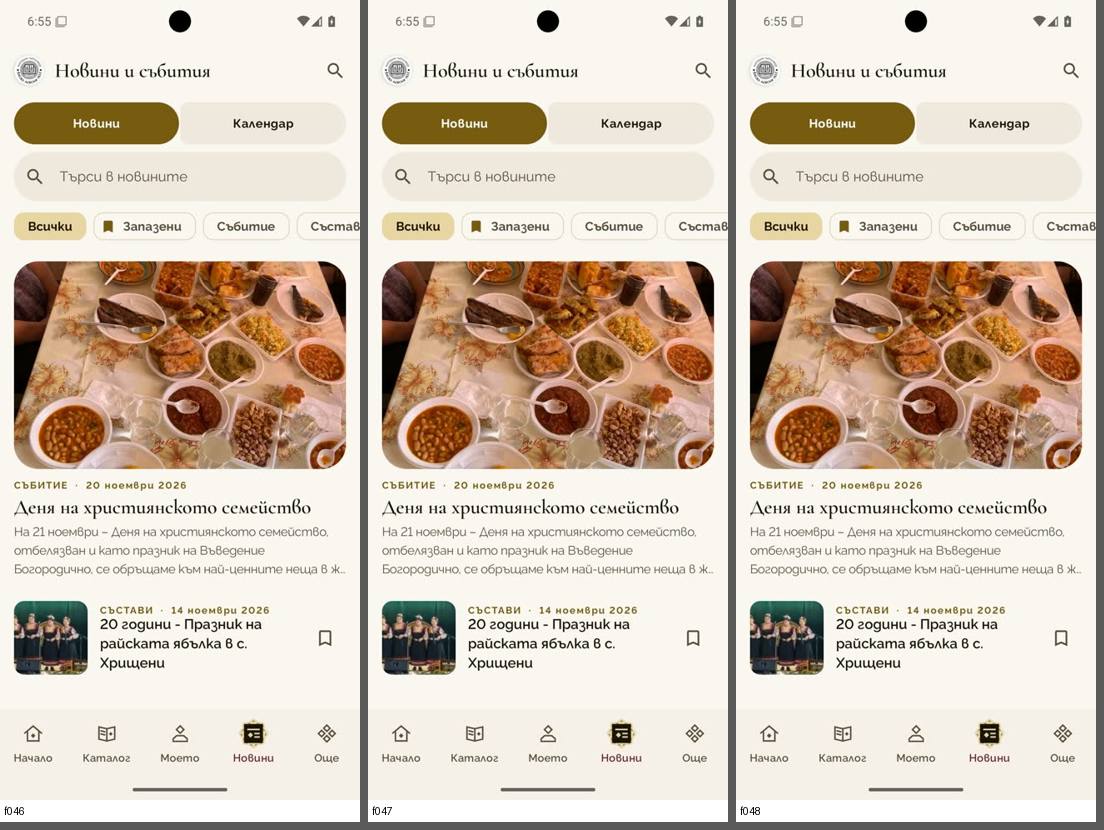 6:55
Новини и събития
Новини
Календар
Търси в новините
Всички
Запазени
Събитие
Състав
СЪБИТИЕ · 20 ноември 2026
Деня на християнското семейство
На 21 ноември – Деня на християнското семейство,
отбелязван и като празник на Въведение
Богородично, се обръщаме към най-ценните неща в ж…
СЪСТАВИ · 14 ноември 2026
20 години - Празник на
райската ябълка в с.
Хрищени
Начало
Каталог
Моето
Новини
Още
f046
6:55
Новини и събития
Новини
Календар
Търси в новините
Всички
Запазени
Събитие
Състав
СЪБИТИЕ · 20 ноември 2026
Деня на християнското семейство
На 21 ноември – Деня на християнското семейство,
отбелязван и като празник на Въведение
Богородично, се обръщаме към най-ценните неща в ж…
СЪСТАВИ · 14 ноември 2026
20 години - Празник на
райската ябълка в с.
Хрищени
Начало
Каталог
Моето
Новини
Още
f047
6:55
Новини и събития
Новини
Календар
Търси в новините
Всички
Запазени
Събитие
Състав
СЪБИТИЕ · 20 ноември 2026
Деня на християнското семейство
На 21 ноември – Деня на християнското семейство,
отбелязван и като празник на Въведение
Богородично, се обръщаме към най-ценните неща в ж…
СЪСТАВИ · 14 ноември 2026
20 години - Празник на
райската ябълка в с.
Хрищени
Начало
Каталог
Моето
Новини
Още
f048